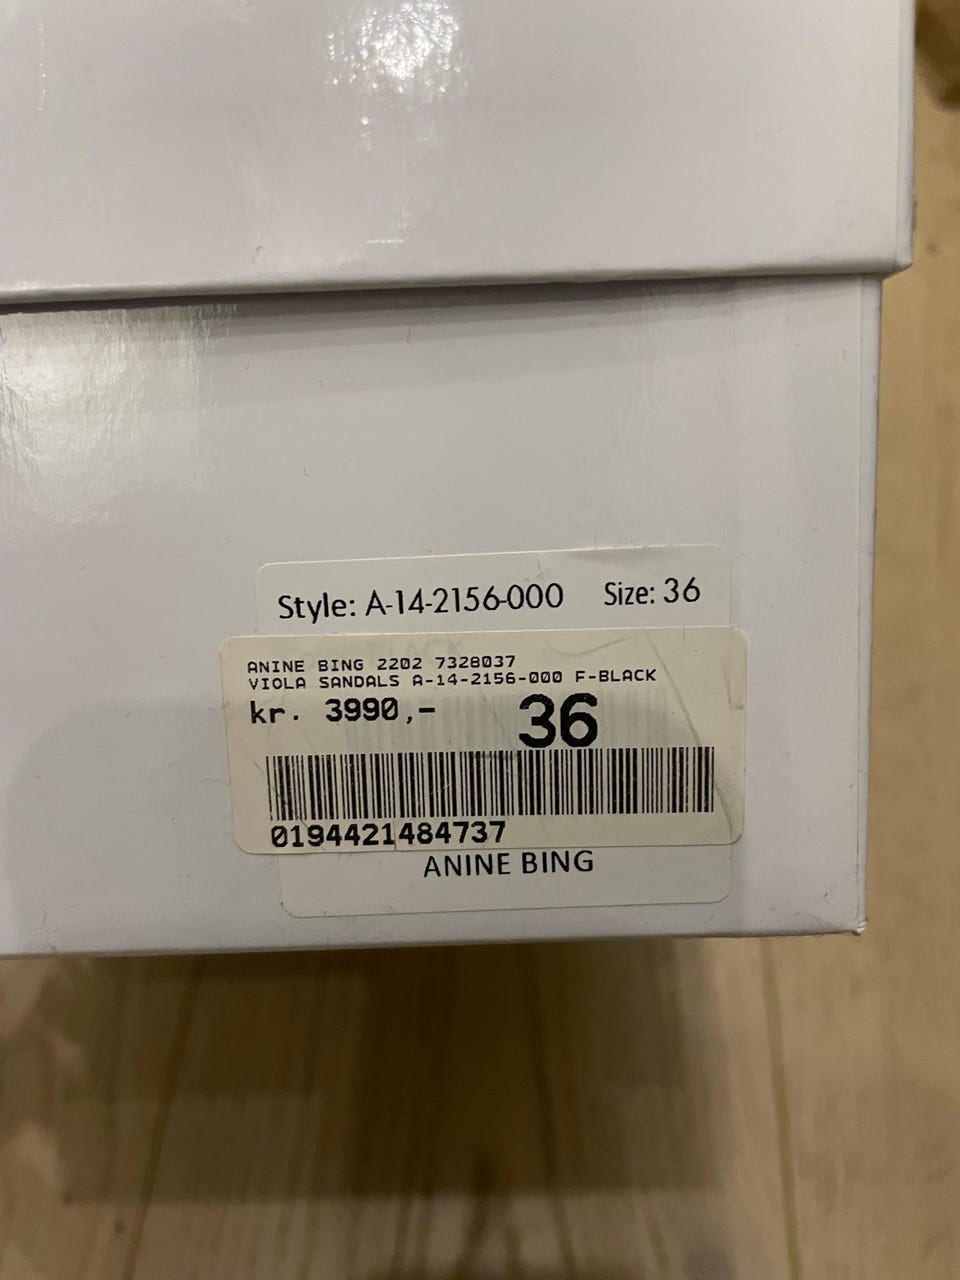 Style: A-14-2156-000 Size: 36
ANINE BING 2202 7328037
VIOLA SANDALS A-14-2156-000 F-BLACK
kr. 3990,- 36
0194421484737
ANINE BING